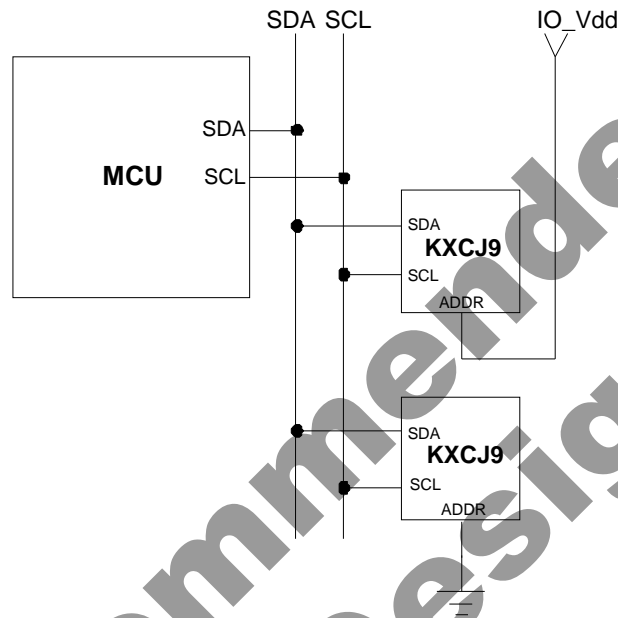 SDA SCL
IO_Vdd
SDA
MCU
SCL
SDA
KXCJ9
SCL
ADDR
SDA
KXCJ9
SCL
ADDR